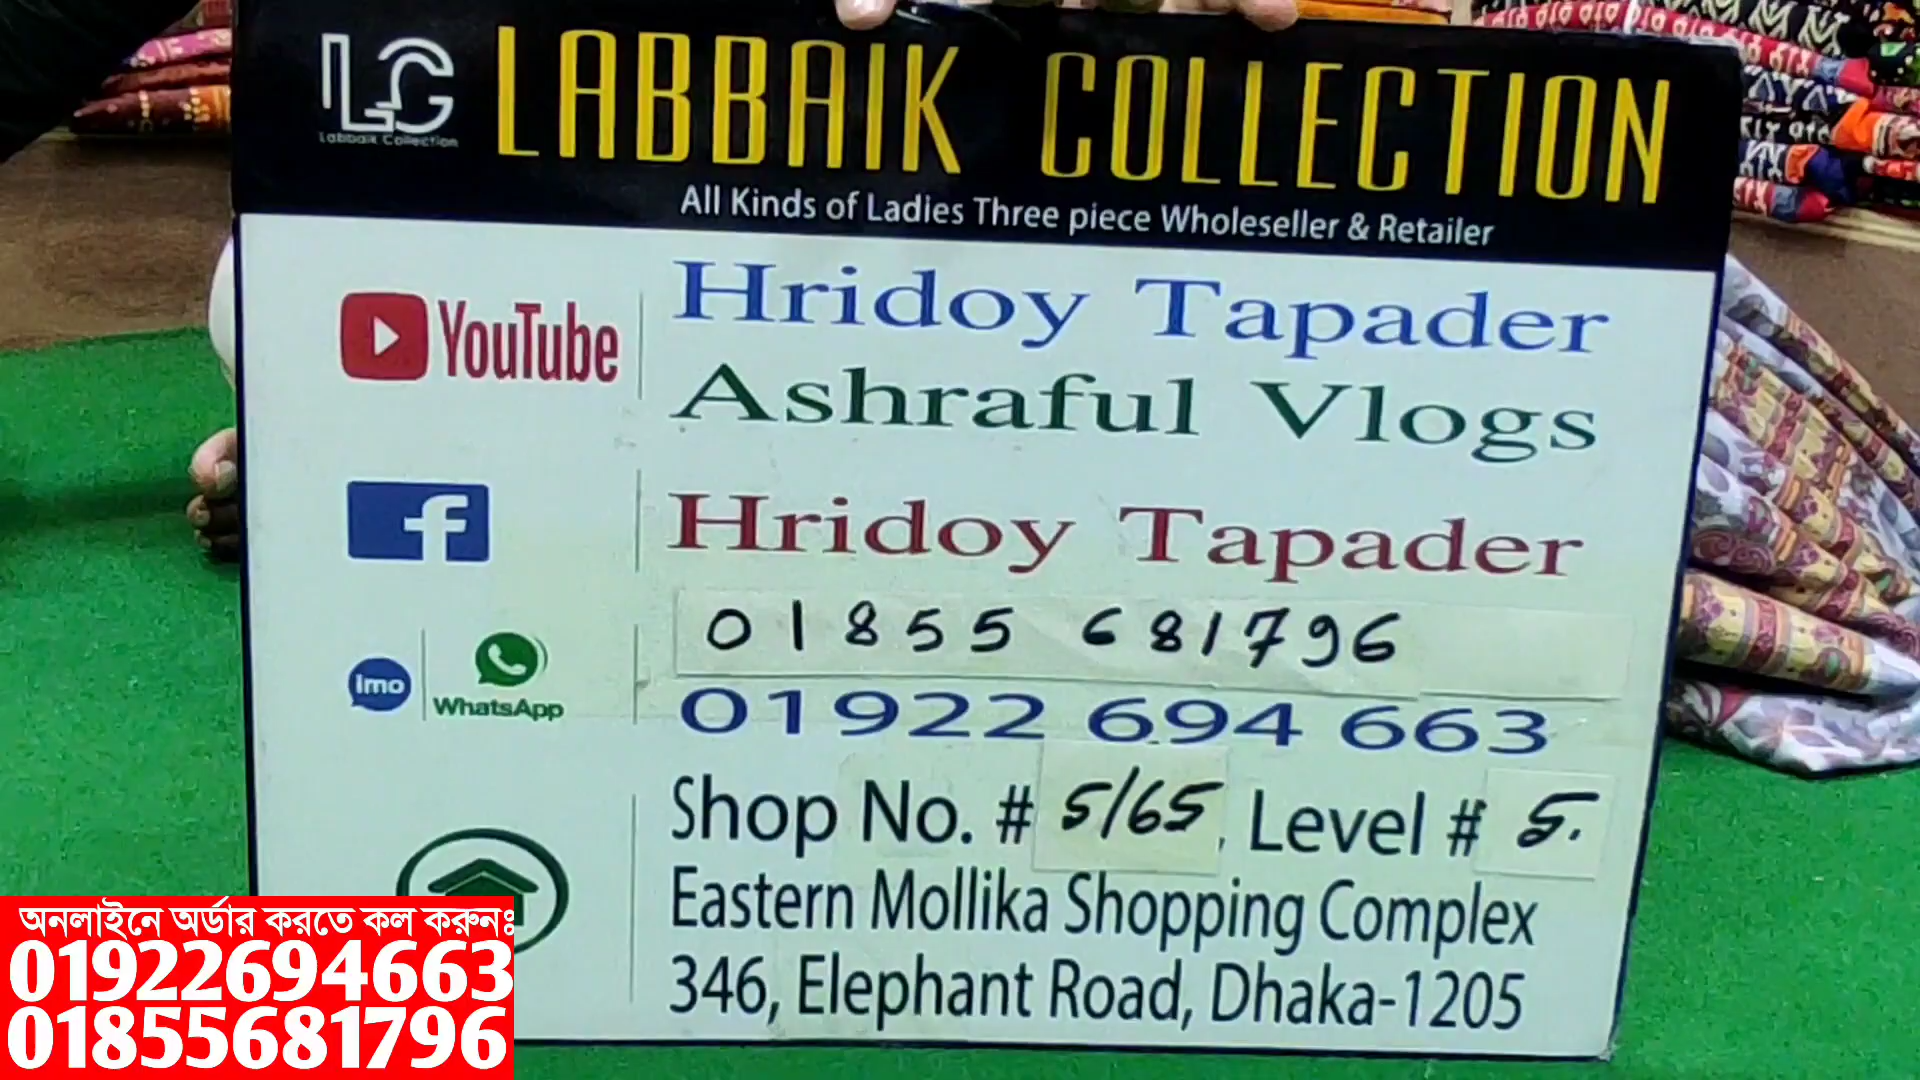 LC LABBAIK COLLECTION
Labbaik Collection
All Kinds of Ladies Three piece Wholeseller & Retailer
YouTube
Hridoy Tapader
Ashraful Vlogs
f
Hridoy Tapader
imo
WhatsApp
01855 681796
01922 694 663
Shop No. # 5/65, Level # 5.
Eastern Mollika Shopping Complex
346, Elephant Road, Dhaka-1205
অনলাইনে অর্ডার করতে কল করুনঃ
01922694663
01855681796